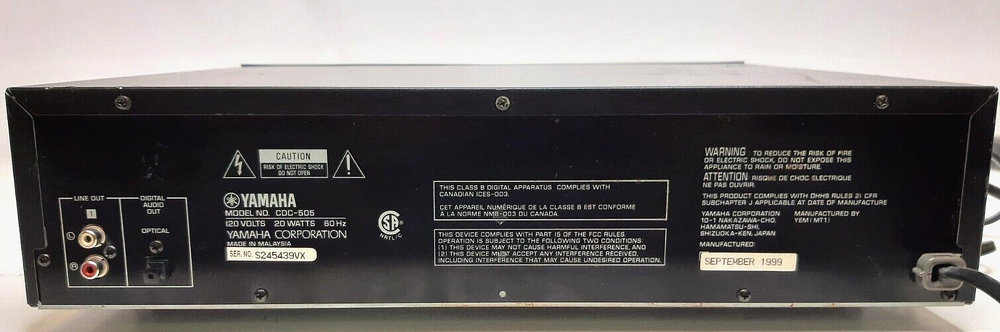 LINE OUT
1
L
R
DIGITAL
AUDIO
OUT
OPTICAL
CAUTION
RISK OF ELECTRIC SHOCK
DO NOT OPEN
YAMAHA
MODEL NO. CDC-505
120 VOLTS 20 WATTS 60 Hz
YAMAHA CORPORATION
MADE IN MALAYSIA
SER. NO. S245439VX
SA
NRTL/C
THIS CLASS B DIGITAL APPARATUS COMPLIES WITH
CANADIAN ICES-003.
CET APPAREIL NUMÉRIQUE DE LA CLASSE B EST CONFORME
A LA NORME NMB-003 DU CANADA.
THIS DEVICE COMPLIES WITH PART 15 OF THE FCC RULES.
OPERATION IS SUBJECT TO THE FOLLOWING TWO CONDITIONS:
(1) THIS DEVICE MAY NOT CAUSE HARMFUL INTERFERENCE, AND
(2) THIS DEVICE MUST ACCEPT ANY INTERFERENCE RECEIVED,
INCLUDING INTERFERENCE THAT MAY CAUSE UNDESIRED OPERATION.
WARNING : TO REDUCE THE RISK OF FIRE
OR ELECTRIC SHOCK, DO NOT EXPOSE THIS
APPLIANCE TO RAIN OR MOISTURE.
ATTENTION : RISQUE DE CHOC ELECTRIQUE
NE PAS OUVRIR.
THIS PRODUCT COMPLIES WITH DHHS RULES 21 CFR
SUBCHAPTER J APPLICABLE AT DATE OF MANUFACTURE
YAMAHA CORPORATION
10-1 NAKAZAWA-CHO,
HAMAMATSU-SHI,
SHIZUOKA-KEN, JAPAN
MANUFACTURED BY
YEM (MT1)
MANUFACTURED:
SEPTEMBER 1999